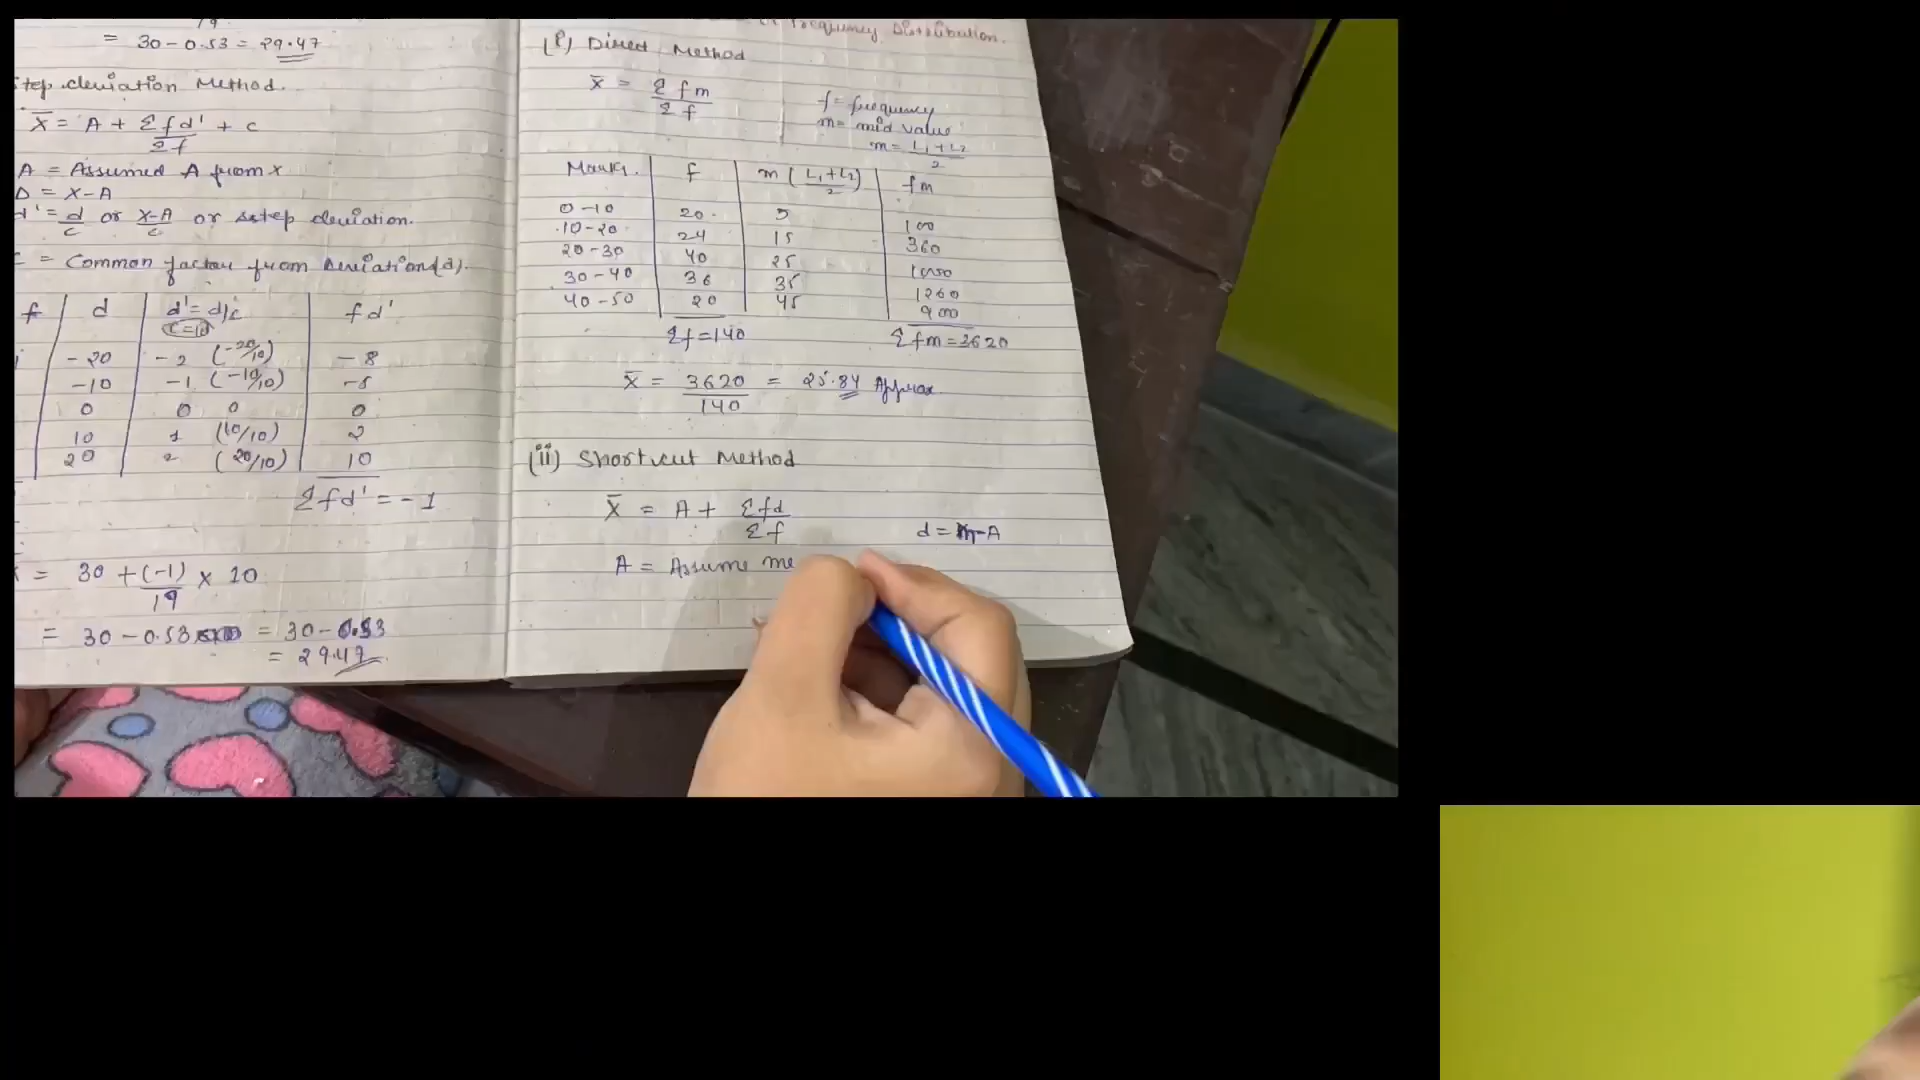 = 30-0.53 = 29.47
step deviation Method.
X̄ = A + Σfd' + c
Σf
A = Assumed A from x
D = X-A
d' = d/c or X-A/c or sstep deviation.
C = Common factor from Deviation(d).
f d d'=d/c fd'
C=10
-20 -2 (-20/10) -8
-10 -1 (-10/10) -5
0 0 0 0
10 1 (10/10) 2
20 2 (20/10) 10
Σfd' = -1
= 30 + (-1) x 10
19
= 30-0.53 = 30-0.53
= 29.47
frequency Distribution.
(i) Direct Method
X̄ = Σfm
Σf
f = frequency
m = mid value
m = L1+L2
2
Marks. f m (L1+L2/2) fm
0-10 20 5 100
10-20 24 15 360
20-30 40 25 1000
30-40 36 35 1260
40-50 20 45 900
Σf=140 Σfm=3620
X̄ = 3620 = 25.84 Approx.
140
(ii) Shortcut Method
X̄ = A + Σfd
Σf
d = m-A
A = Assume me